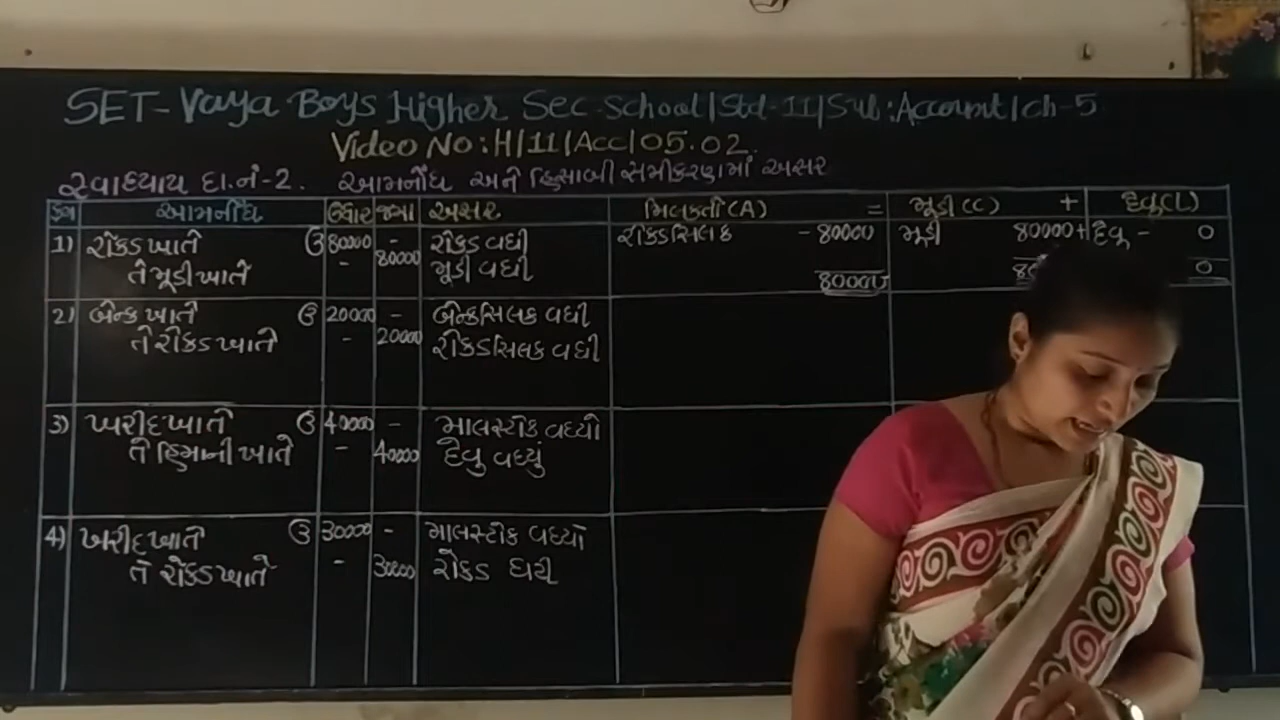 SET-Vaya Boys Higher Sec. School/Std-11/Sub:Account/ch-5
Video No:H/11/Acc/05.02.
સ્વાધ્યાય દા.નં-2. આમનોંધ અને હિસાબી સમીકરણમાં અસર
ક્રમ આમનોંધ ઉધાર જમા અસર મિલકતો(A) = મૂડી(C) + દેવુ(L)
1) રોકડ ખાતે ઉ 80000 - રોકડ વધી રોકડસિલક - 80000 મૂડી 80000+ દેવુ - 0
તે મૂડી ખાતે - 80000 મૂડી વધી 80000 0
2) બેન્ક ખાતે ઉ 20000 - બેન્કસિલક વધી
તે રોકડ ખાતે - 20000 રોકડસિલક વધી
3) ખરીદ ખાતે ઉ 40000 - માલસ્ટોક વધ્યો
તે હિમાની ખાતે - 40000 દેવુ વધ્યું
4) ખરીદ ખાતે ઉ 30000 - માલસ્ટોક વધ્યો
તે રોકડ ખાતે - 30000 રોકડ ઘટી